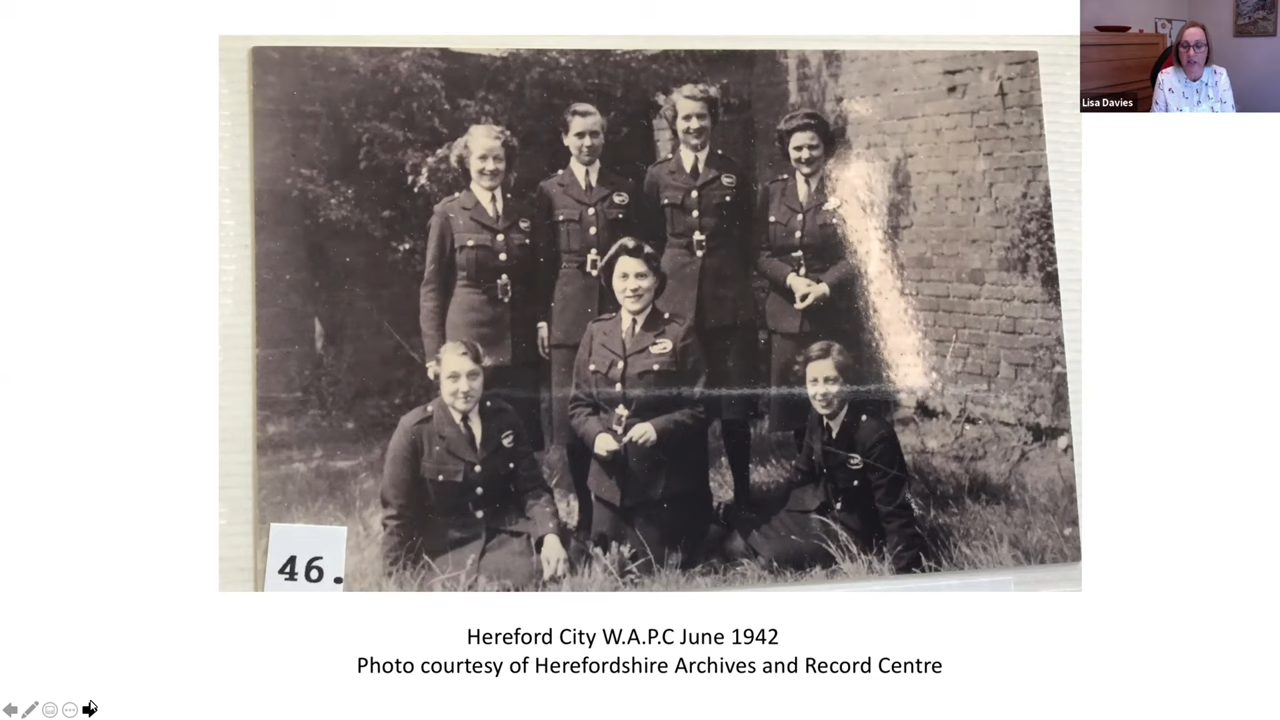 Lisa Davies
46.
Hereford City W.A.P.C June 1942
Photo courtesy of Herefordshire Archives and Record Centre